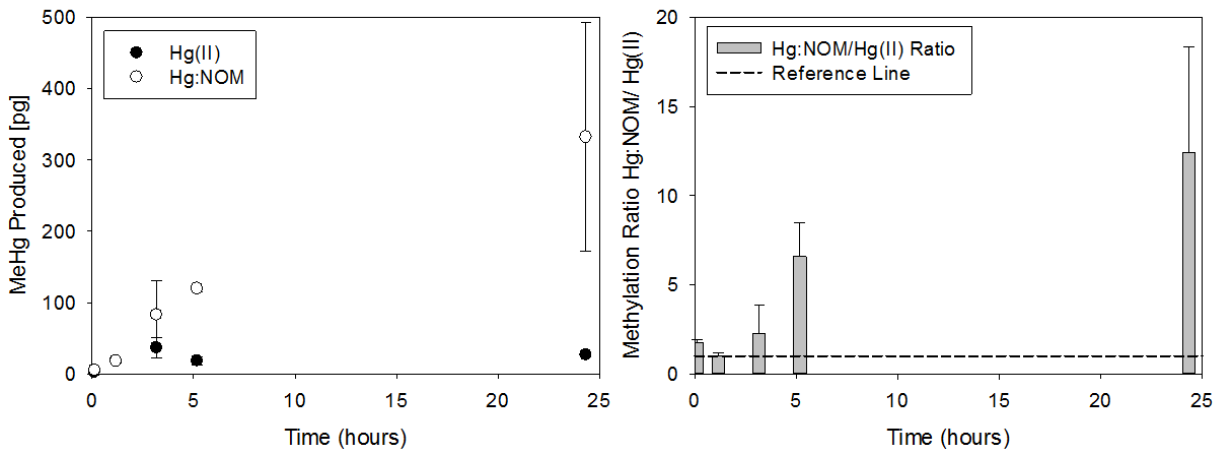 MeHg Produced [pg]
500
400
300
200
100
0
Hg(II)
Hg:NOM
0 5 10 15 20 25
Time (hours)
Methylation Ratio Hg:NOM/ Hg(II)
20
15
10
5
0
Hg:NOM/Hg(II) Ratio
Reference Line
0 5 10 15 20 25
Time (hours)